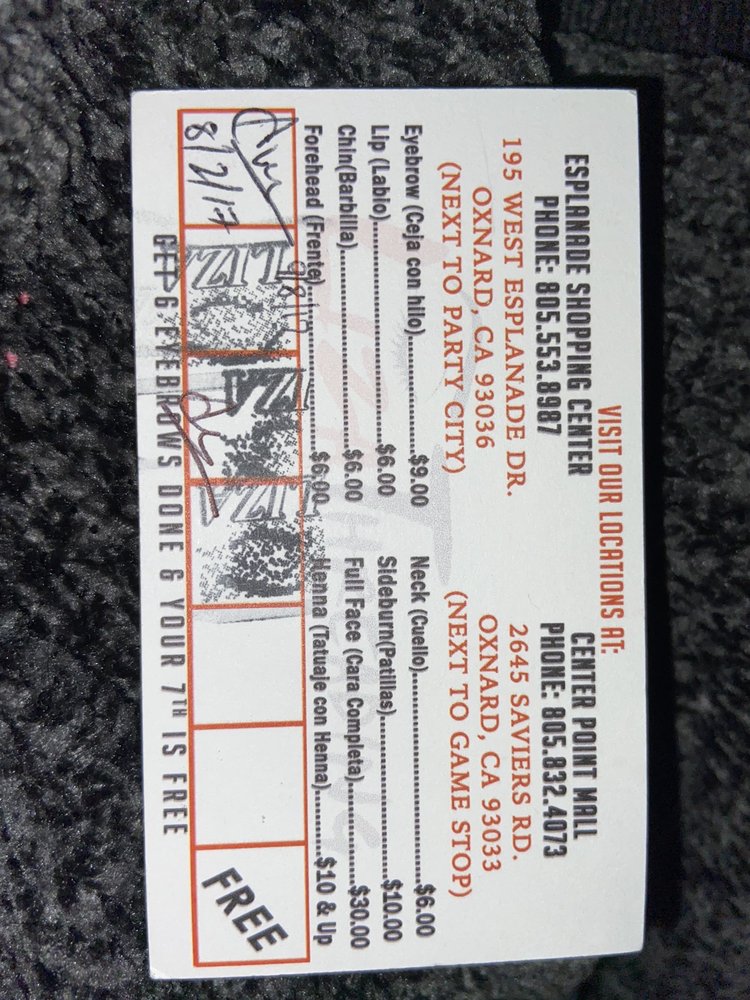 VISIT OUR LOCATIONS AT:
ESPLANADE SHOPPING CENTER
PHONE: 805.553.8987
195 WEST ESPLANADE DR.
OXNARD, CA 93036
(NEXT TO PARTY CITY)
CENTER POINT MALL
PHONE: 805.832.4073
2645 SAVIERS RD.
OXNARD, CA 93033
(NEXT TO GAME STOP)
Eyebrow (Ceja con hilo)....................$9.00
Lip (Labio)....................$6.00
Chin(Barbilla)....................$6.00
Forehead (Frente)....................$6.00
Neck (Cuello)....................$6.00
Sideburn(Patillas)....................$10.00
Full Face (Cara Completa)..........$30.00
Henna (Tatuaje con Henna).......$10 & Up
8/2/17
LIZA
IZA
IZA
FREE
GET 6 EYEBROWS DONE & YOUR 7TH IS FREE